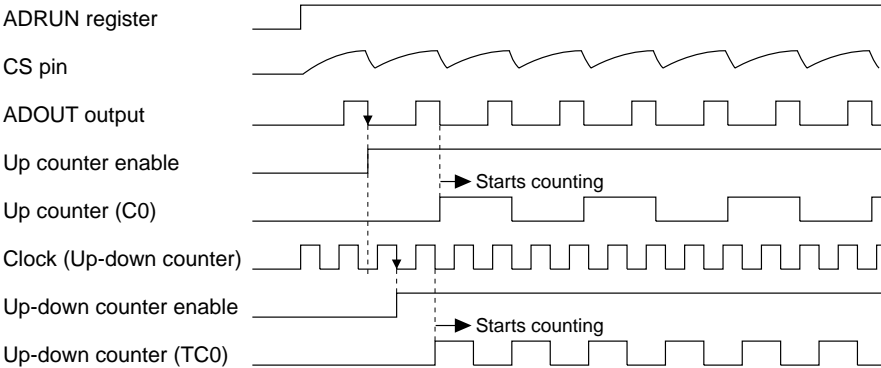 ADRUN register
CS pin
ADOUT output
Up counter enable
Starts counting
Up counter (C0)
Clock (Up-down counter)
Up-down counter enable
Starts counting
Up-down counter (TC0)